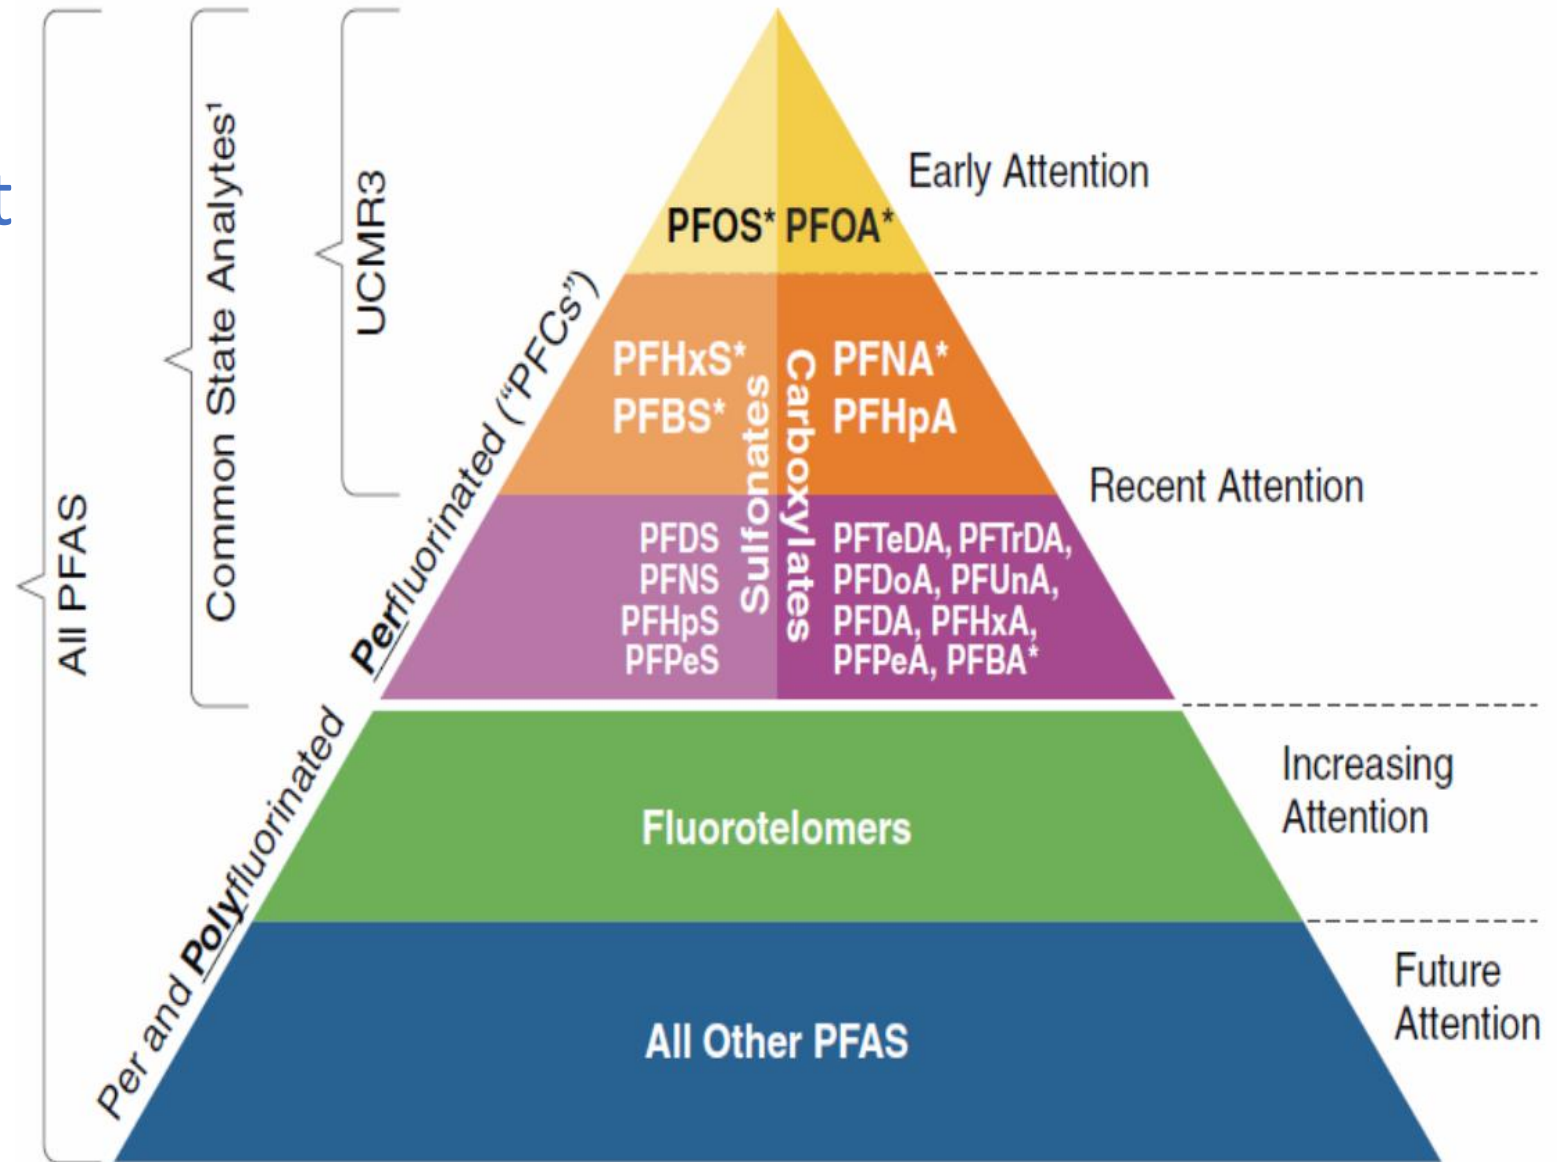 t
All PFAS
Common State Analytes¹
UCMR3
Perfluorinated (“PFCs”)
Per and Polyfluorinated
PFOS* PFOA*
Early Attention
PFHxS*
PFBS*
Sulfonates
Carboxylates
PFNA*
PFHpA
Recent Attention
PFDS
PFNS
PFHpS
PFPeS
PFTeDA, PFTrDA,
PFDoA, PFUnA,
PFDA, PFHxA,
PFPeA, PFBA*
Fluorotelomers
Increasing
Attention
All Other PFAS
Future
Attention